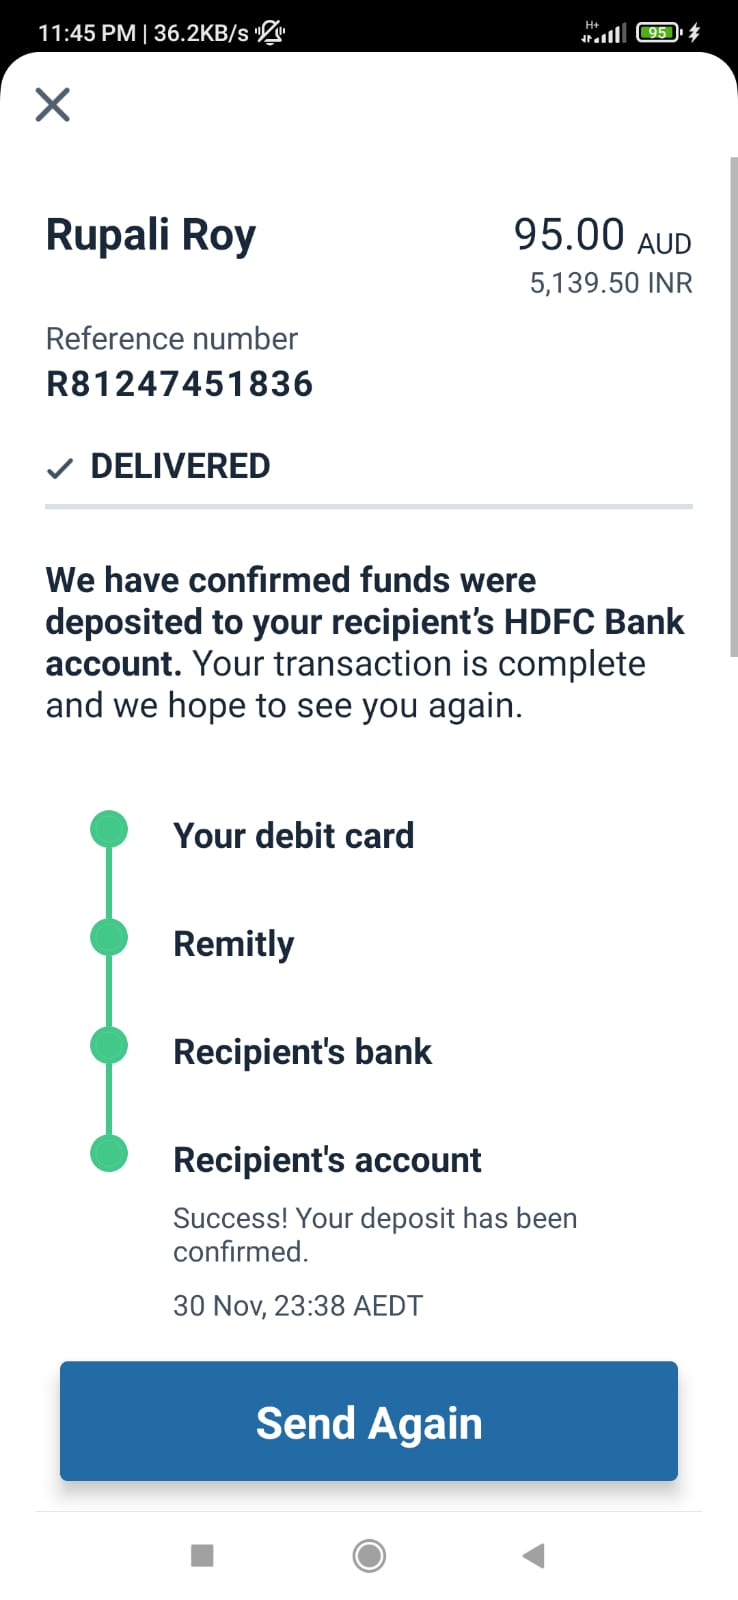 11:45 PM | 36.2KB/s
H+
95
Rupali Roy
95.00 AUD
5,139.50 INR
Reference number
R81247451836
DELIVERED
We have confirmed funds were
deposited to your recipient's HDFC Bank
account. Your transaction is complete
and we hope to see you again.
Your debit card
Remitly
Recipient's bank
Recipient's account
Success! Your deposit has been
confirmed.
30 Nov, 23:38 AEDT
Send Again